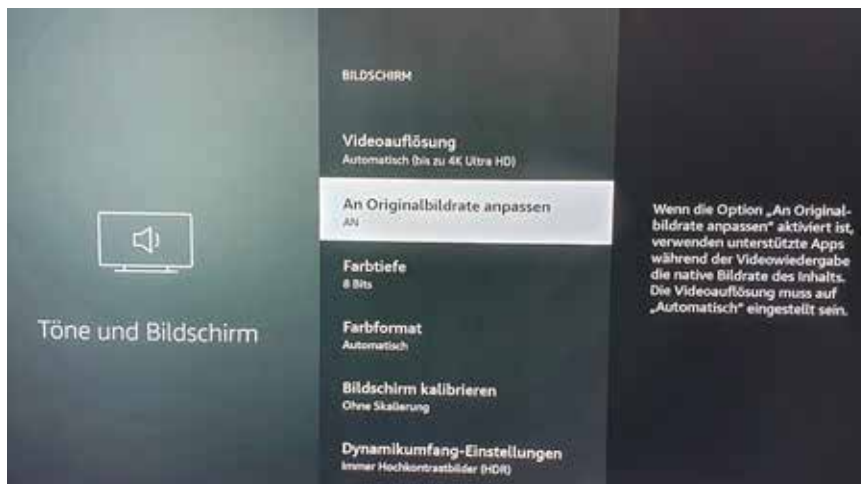 BILDSCHIRM
Videoauflösung
Automatisch (bis zu 4K Ultra HD)
An Originalbildrate anpassen
AN
Farbtiefe
8 Bits
Farbformat
Automatisch
Bildschirm kalibrieren
Ohne Skalierung
Dynamikumfang-Einstellungen
Immer Hochkontrastbilder (HDR)
Töne und Bildschirm
Wenn die Option „An Original-
bildrate anpassen" aktiviert ist,
verwenden unterstützte Apps
während der Videowiedergabe
die native Bildrate des Inhalts.
Die Videoauflösung muss auf
„Automatisch" eingestellt sein.